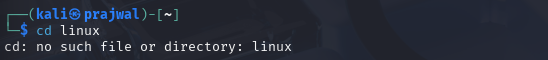 ┌──(kali㉿prajwal)-[~]
└─$ cd linux
cd: no such file or directory: linux